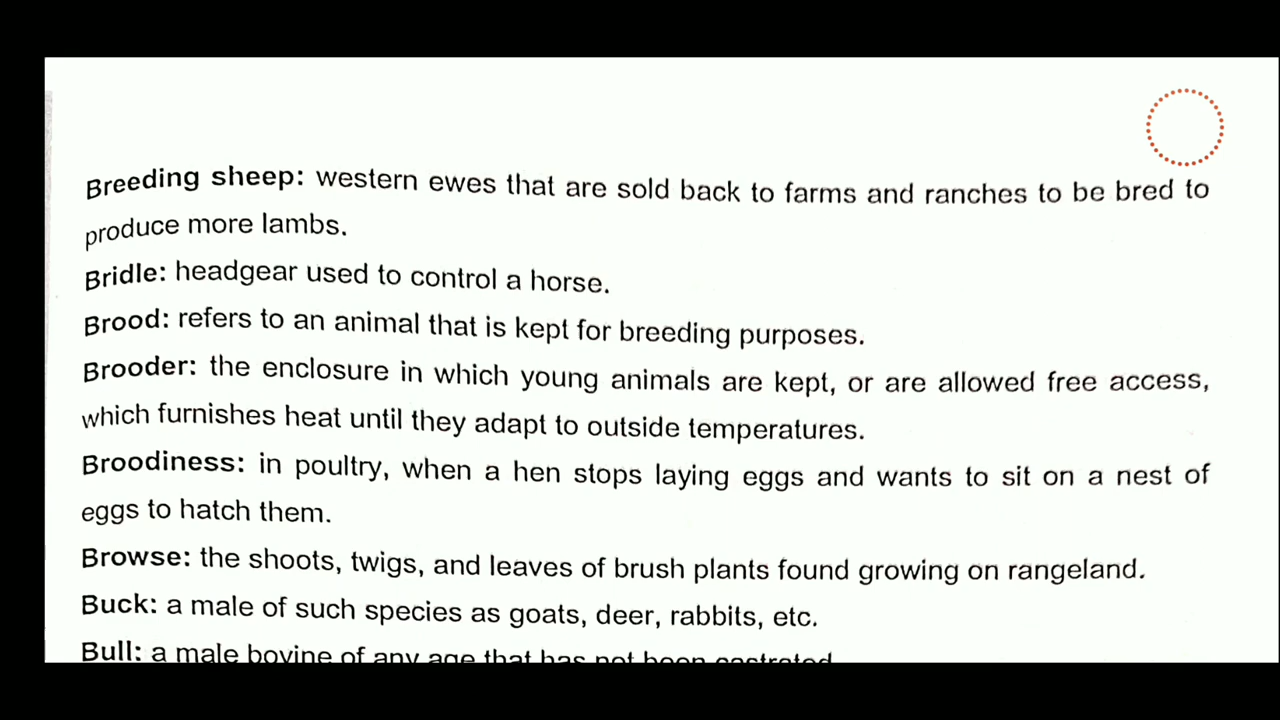 Breeding sheep: western ewes that are sold back to farms and ranches to be bred to
produce more lambs.
Bridle: headgear used to control a horse.
Brood: refers to an animal that is kept for breeding purposes.
Brooder: the enclosure in which young animals are kept, or are allowed free access,
which furnishes heat until they adapt to outside temperatures.
Broodiness: in poultry, when a hen stops laying eggs and wants to sit on a nest of
eggs to hatch them.
Browse: the shoots, twigs, and leaves of brush plants found growing on rangeland.
Buck: a male of such species as goats, deer, rabbits, etc.
Bull: a male bovine of any age that has not been castrated